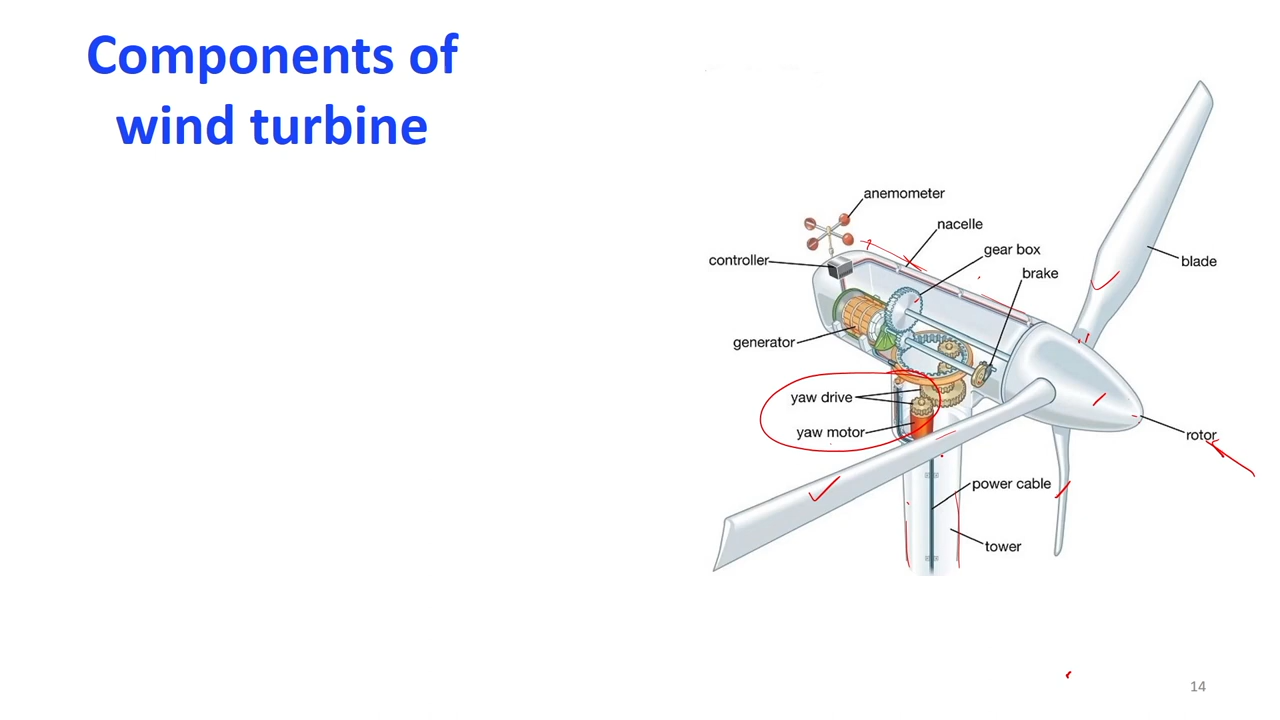 Components of
wind turbine
anemometer
nacelle
gear box
controller
brake
blade
generator
yaw drive
yaw motor
rotor
power cable
tower
14